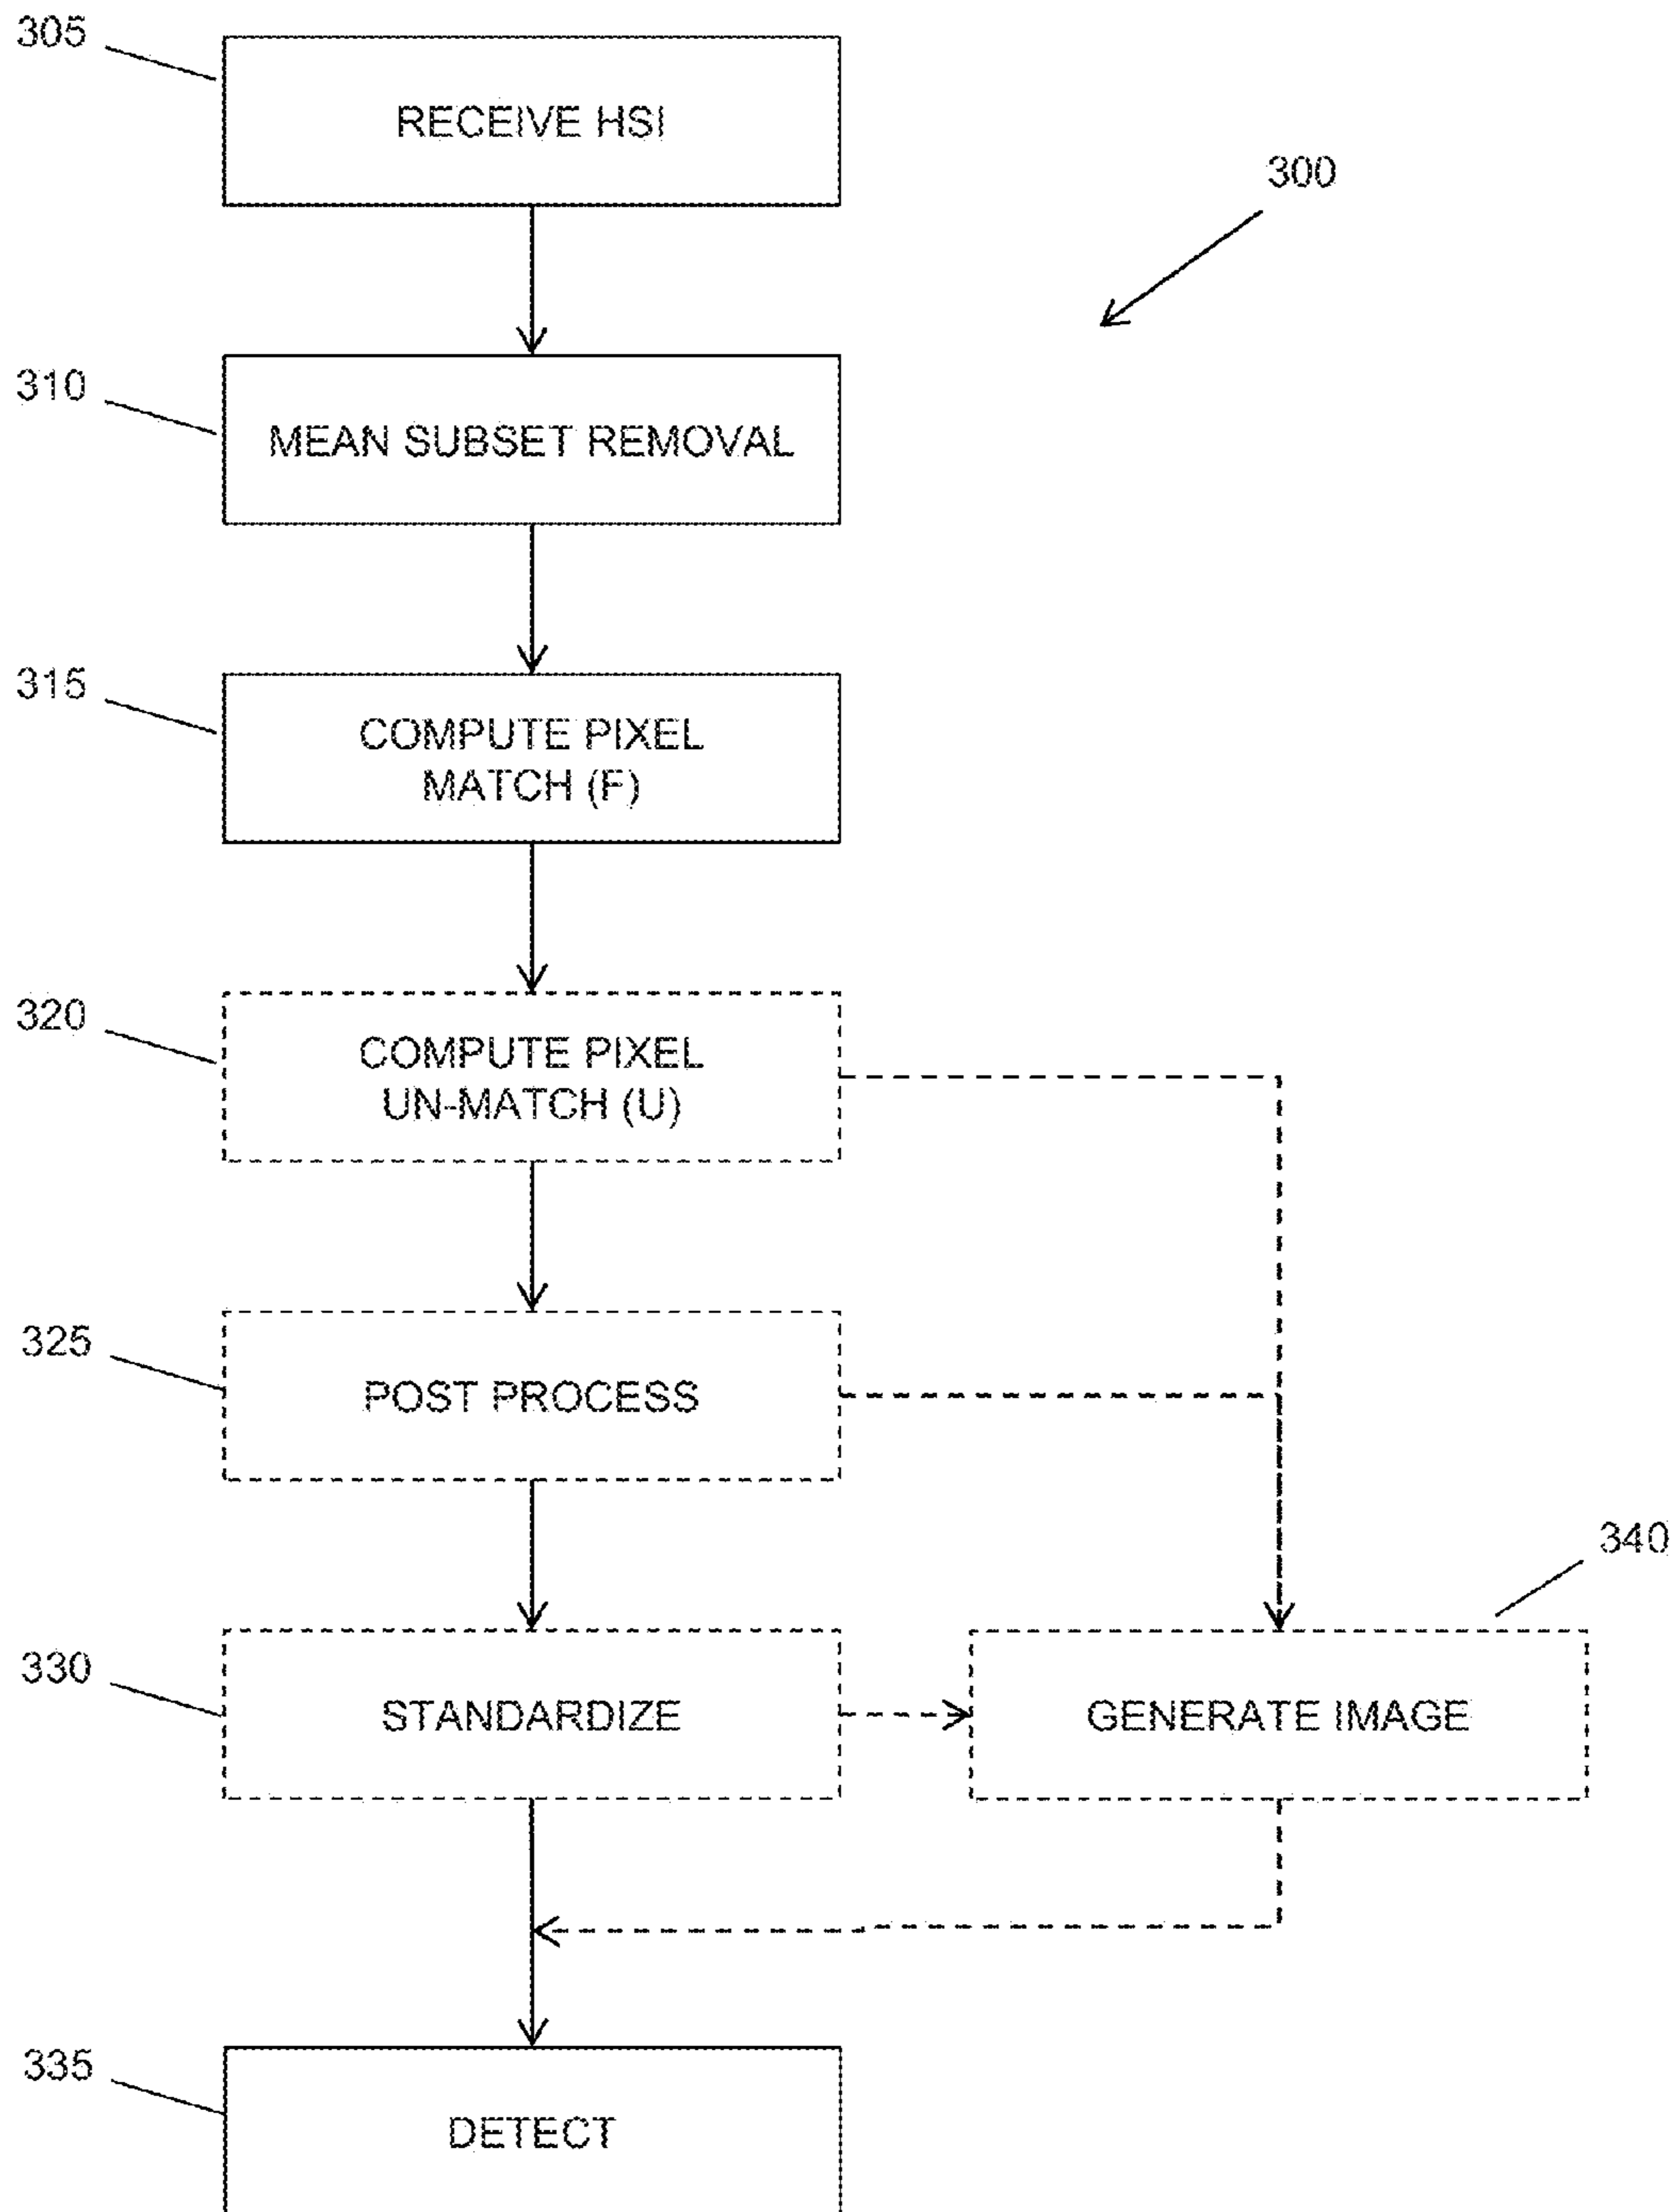 305
RECEIVE HSI
300
310
MEAN SUBSET REMOVAL
315
COMPUTE PIXEL
MATCH (F)
320
COMPUTE PIXEL
UN-MATCH (U)
325
POST PROCESS
340
330
STANDARDIZE
GENERATE IMAGE
335
DETECT